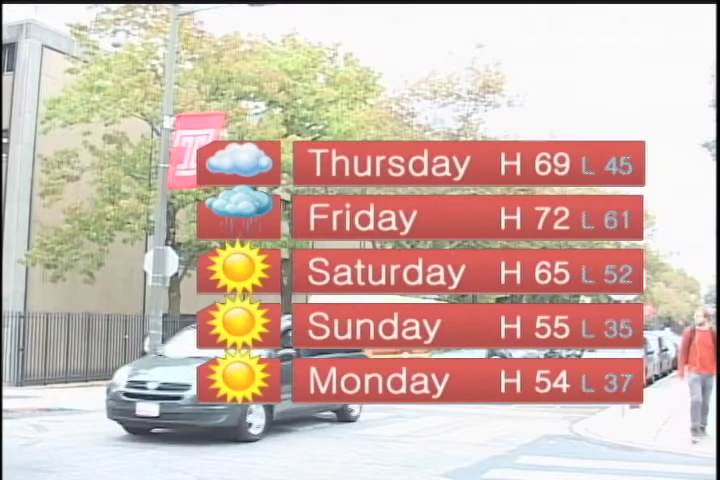 T
Thursday H 69 L 45
Friday H 72 L 61
Saturday H 65 L 52
Sunday H 55 L 35
Monday H 54 L 37